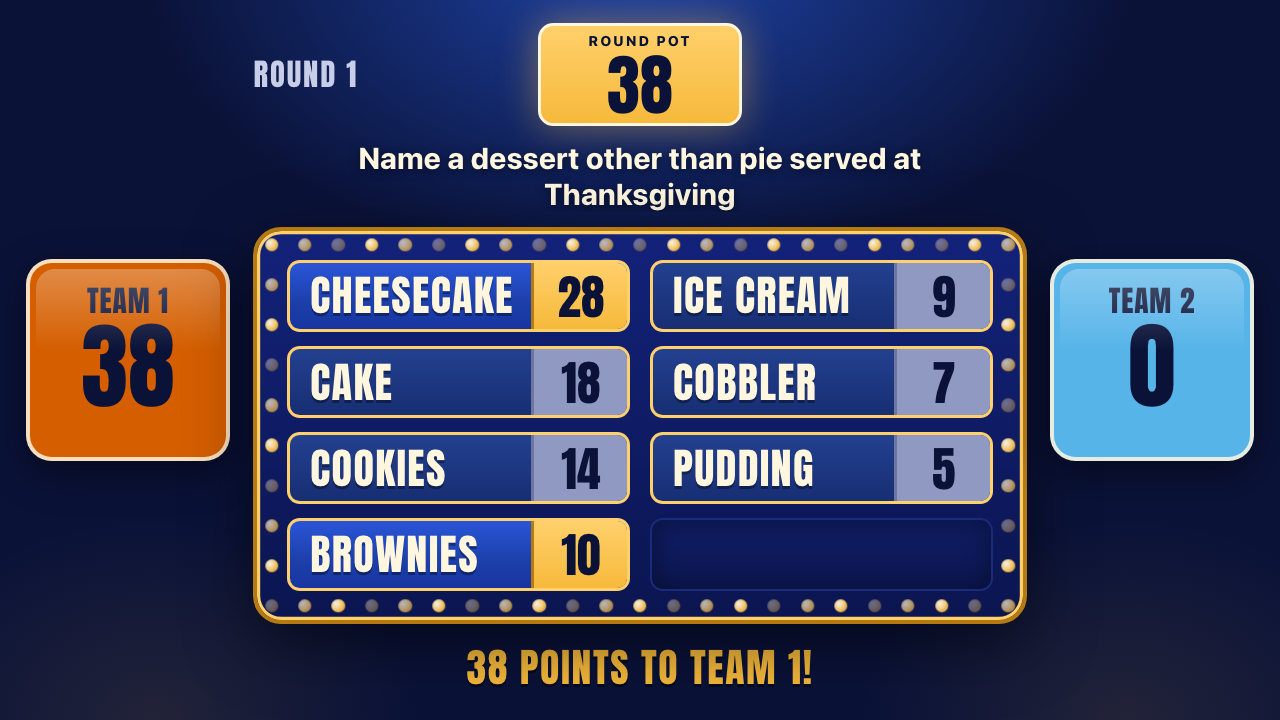 ROUND 1
ROUND POT
38
Name a dessert other than pie served at
Thanksgiving
TEAM 1
38
CHEESECAKE 28
CAKE 18
COOKIES 14
BROWNIES 10
ICE CREAM 9
COBBLER 7
PUDDING 5
TEAM 2
0
38 POINTS TO TEAM 1!